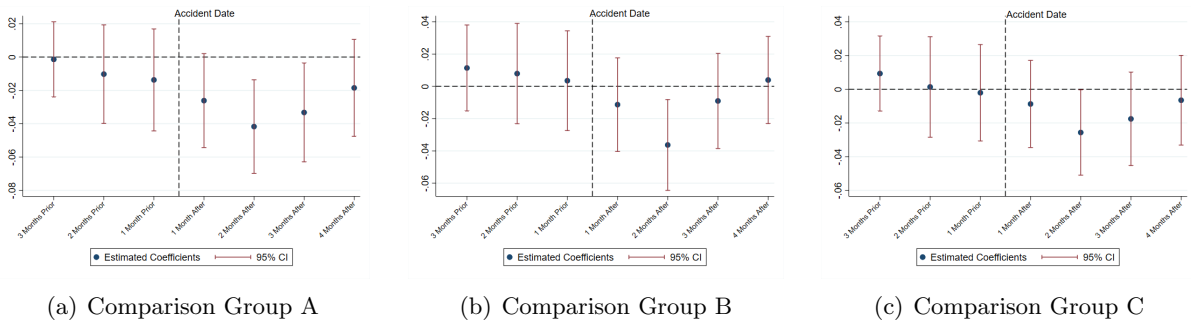 Accident Date
.02
0
-.02
-.04
-.06
-.08
3 Months Prior
2 Months Prior
1 Month Prior
1 Month After
2 Months After
3 Months After
4 Months After
Estimated Coefficients 95% CI
(a) Comparison Group A
Accident Date
.04
.02
0
-.02
-.04
-.06
3 Months Prior
2 Months Prior
1 Month Prior
1 Month After
2 Months After
3 Months After
4 Months After
Estimated Coefficients 95% CI
(b) Comparison Group B
Accident Date
.04
.02
0
-.02
-.04
-.06
3 Months Prior
2 Months Prior
1 Month Prior
1 Month After
2 Months After
3 Months After
4 Months After
Estimated Coefficients 95% CI
(c) Comparison Group C